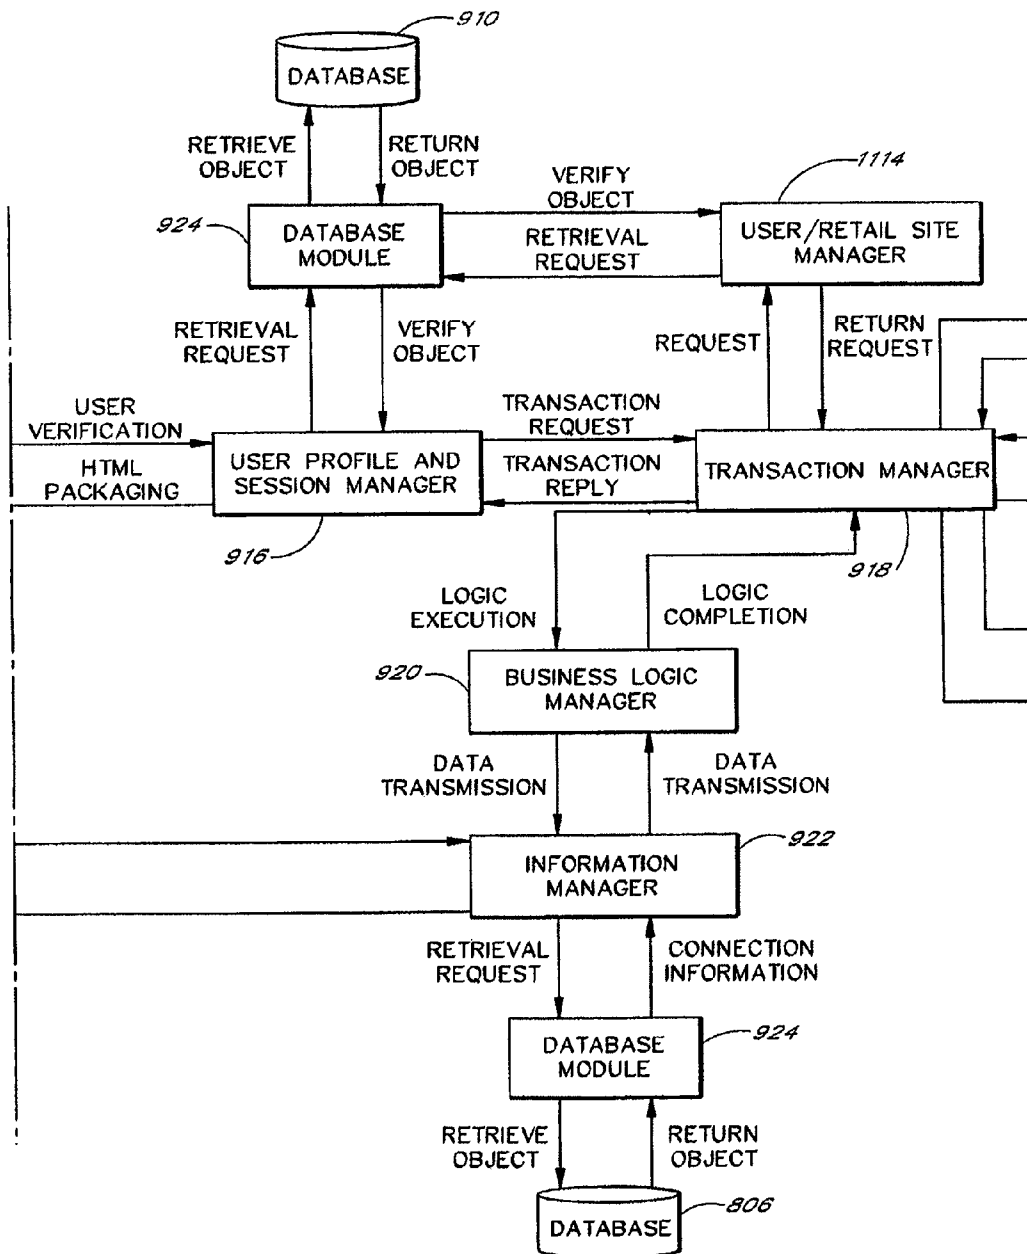 910
DATABASE
RETRIEVE
OBJECT
RETURN
OBJECT
1114
VERIFY
OBJECT
924
DATABASE
MODULE
USER/RETAIL SITE
MANAGER
RETRIEVAL
REQUEST
RETRIEVAL
REQUEST
VERIFY
OBJECT
REQUEST
RETURN
REQUEST
USER
VERIFICATION
TRANSACTION
REQUEST
HTML
PACKAGING
USER PROFILE AND
SESSION MANAGER
TRANSACTION
REPLY
TRANSACTION MANAGER
916
918
LOGIC
EXECUTION
LOGIC
COMPLETION
920
BUSINESS LOGIC
MANAGER
DATA
TRANSMISSION
DATA
TRANSMISSION
922
INFORMATION
MANAGER
RETRIEVAL
REQUEST
CONNECTION
INFORMATION
924
DATABASE
MODULE
RETRIEVE
OBJECT
RETURN
OBJECT
806
DATABASE